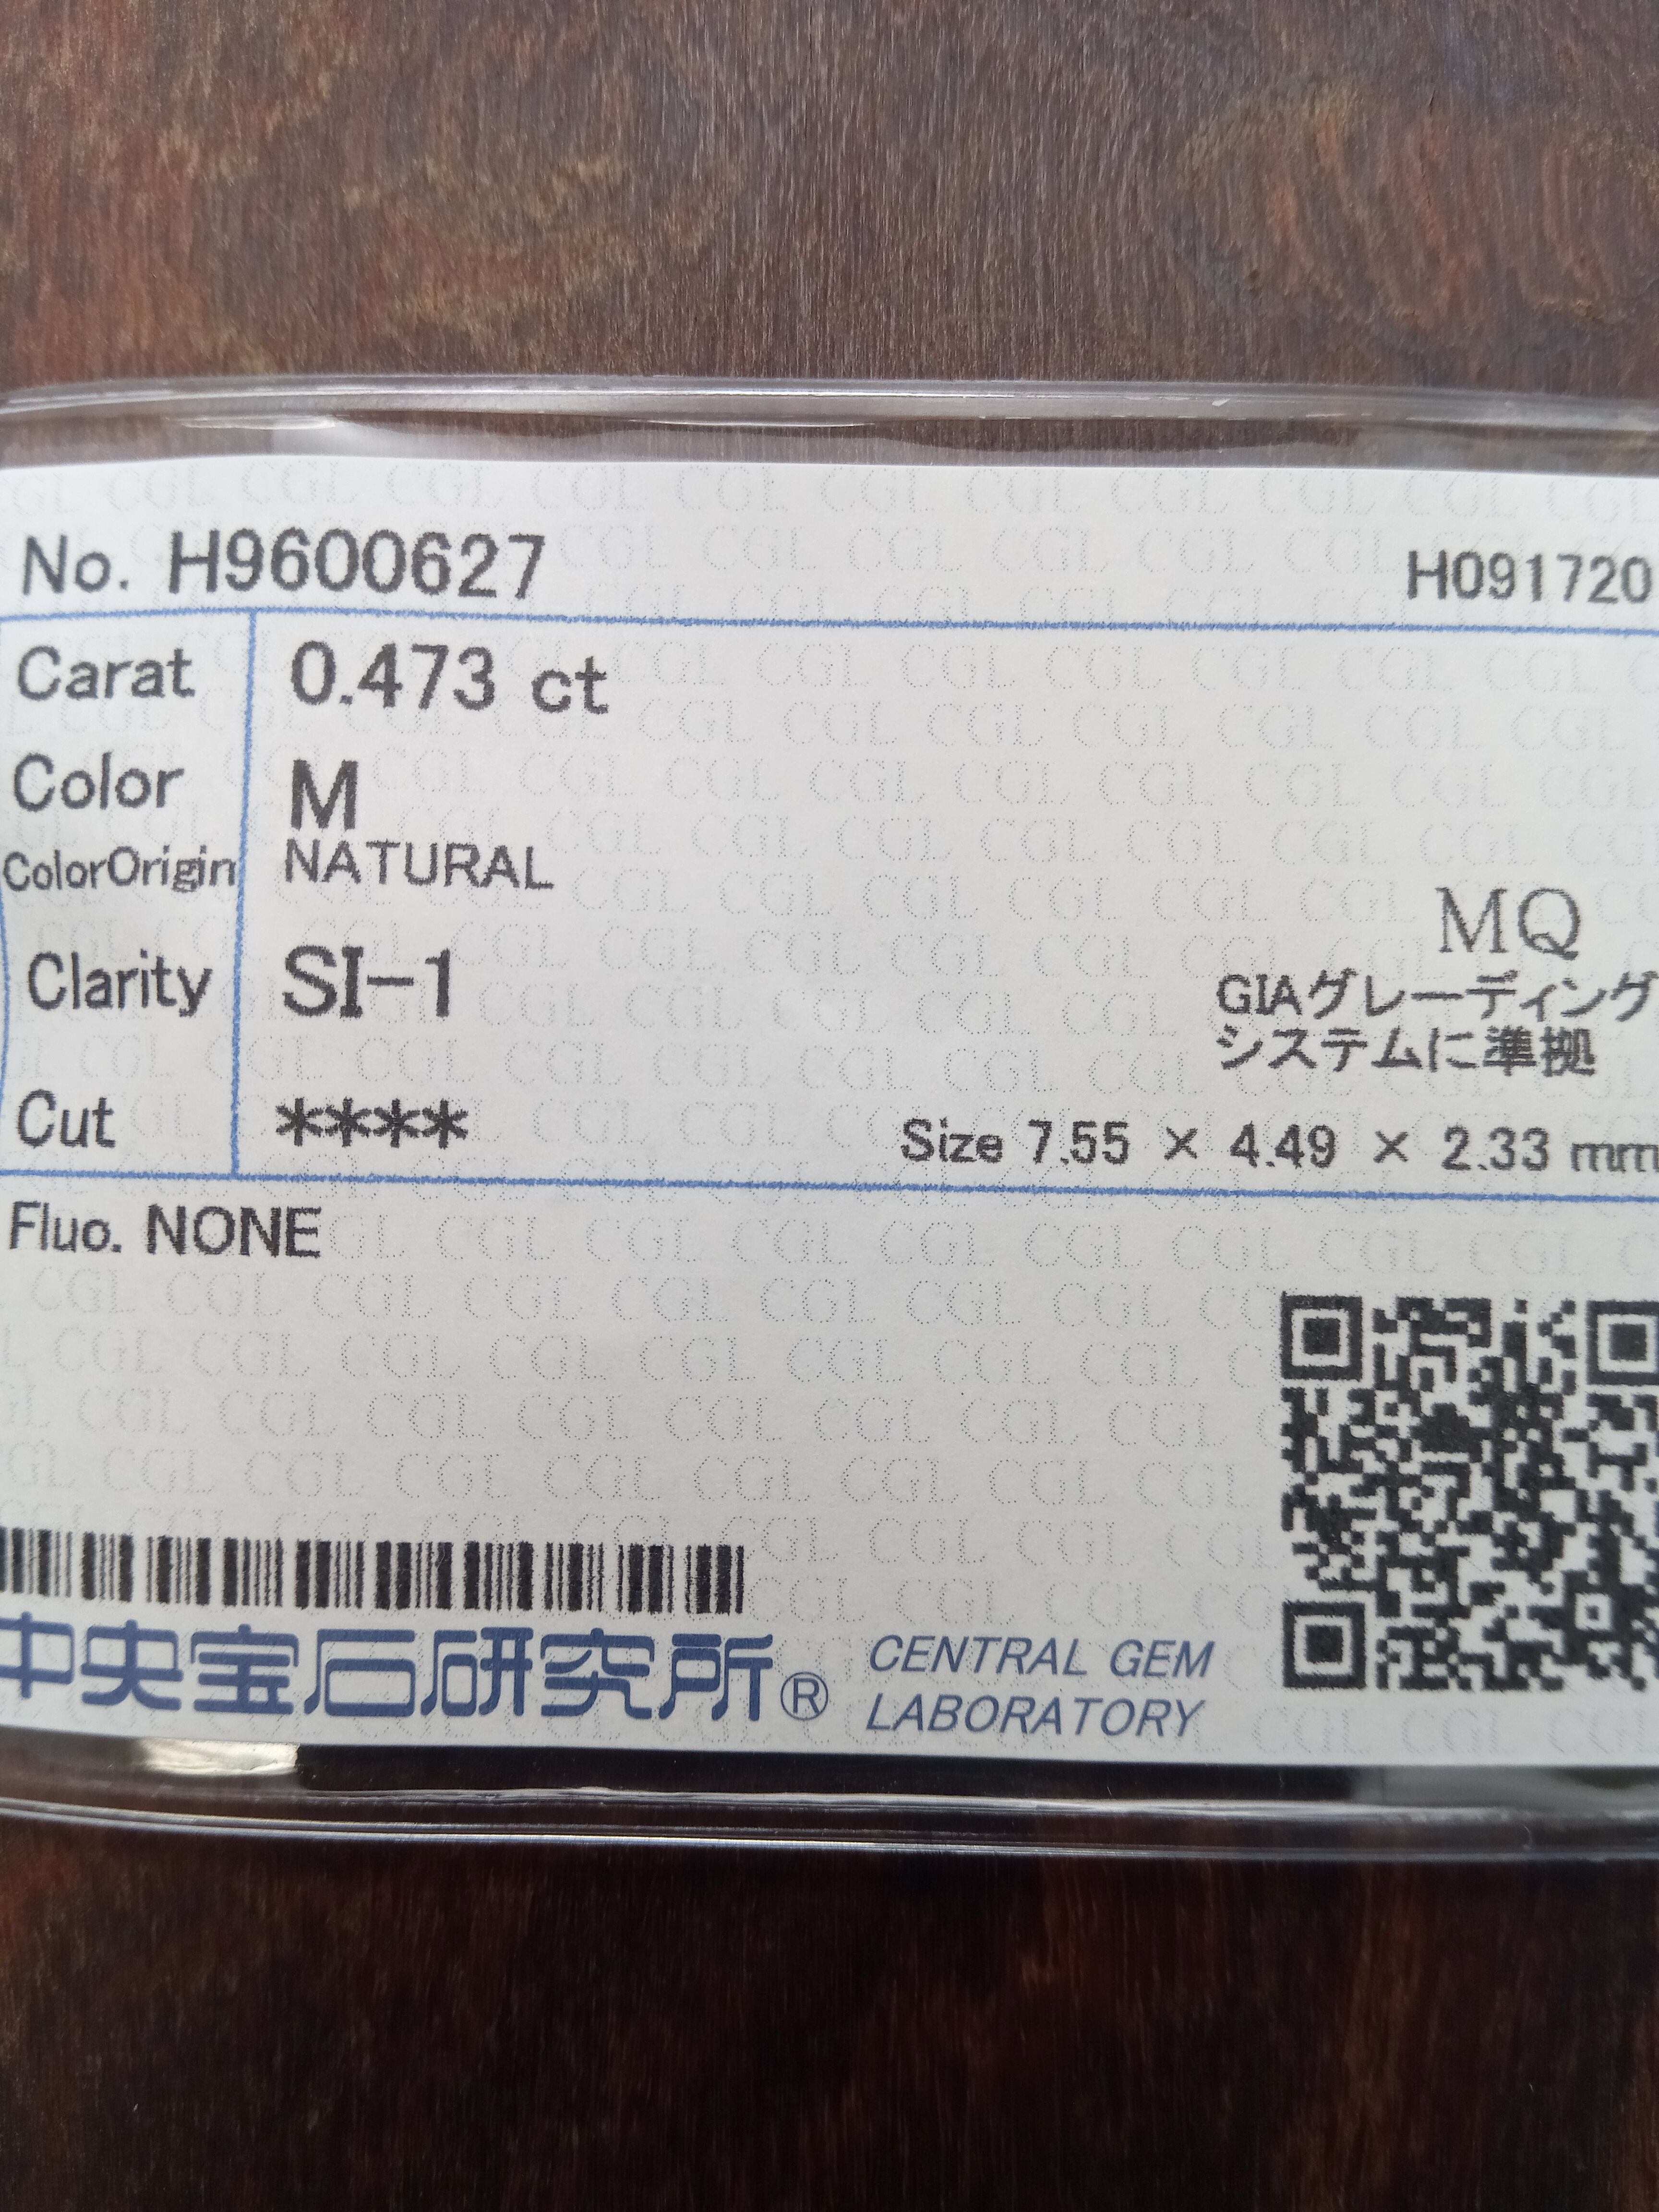 No. H9600627 H091720
Carat 0.473 ct
Color M
ColorOrigin NATURAL
MQ
Clarity SI-1
GIAグレーディング
システムに準拠
Cut ****
Size 7.55 × 4.49 × 2.33 mm
Fluo. NONE
中央宝石研究所® CENTRAL GEM
LABORATORY